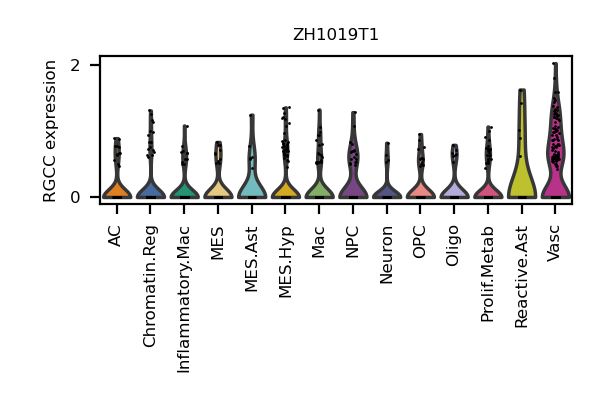 ZH1019T1
RGCC expression
2
0
AC
Chromatin.Reg
Inflammatory.Mac
MES
MES.Ast
MES.Hyp
Mac
NPC
Neuron
OPC
Oligo
Prolif.Metab
Reactive.Ast
Vasc